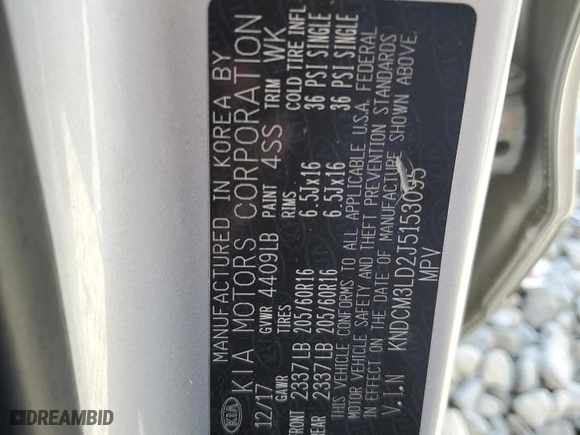 MANUFACTURED IN KOREA BY
KIA MOTORS CORPORATION
12/17 GVWR 4409LB PAINT 4SS TRIM WK
GAWR TIRES RIMS COLD TIRE INFL
FRONT 2337LB 205/60R16 6.5Jx16 36 PSI SINGLE
REAR 2337LB 205/60R16 6.5Jx16 36 PSI SINGLE
THIS VEHICLE CONFORMS TO ALL APPLICABLE U.S.A. FEDERAL
MOTOR VEHICLE SAFETY AND THEFT PREVENTION STANDARDS
IN EFFECT ON THE DATE OF MANUFACTURE SHOWN ABOVE.
V.I.N KNDCM3LD2J5153095
MPV
KIA
DREAMBID